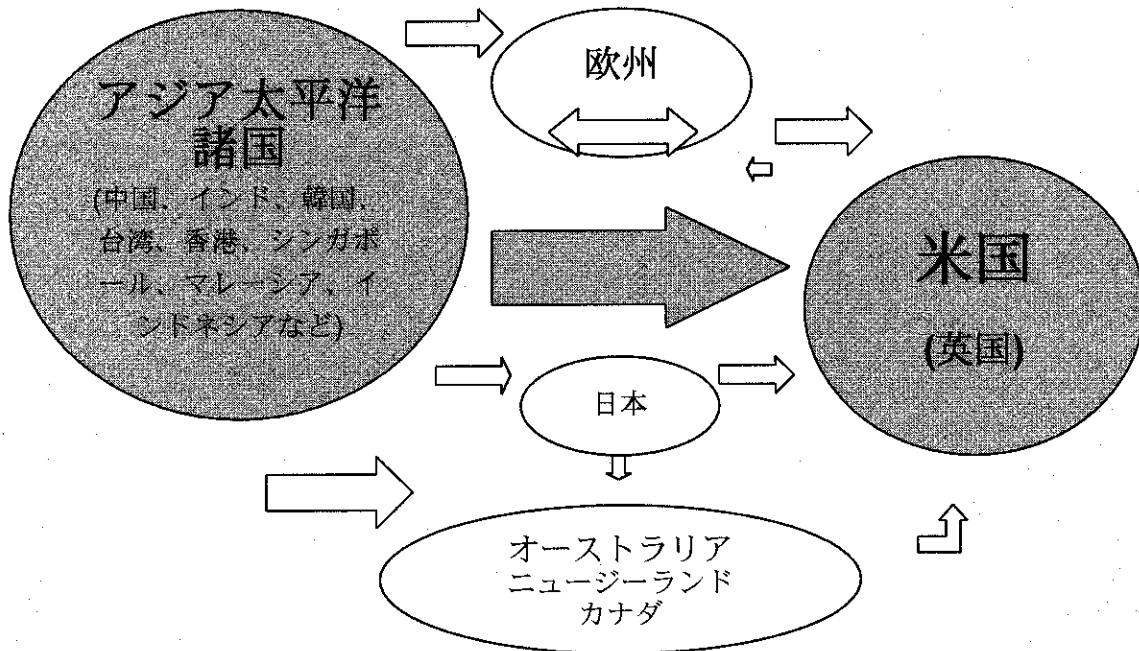 欧州
アジア太平洋
諸国
(中国、インド、韓国、
台湾、香港、シンガポ
ール、マレーシア、イ
ンドネシアなど)
米国
(英国)
日本
オーストラリア
ニュージーランド
カナダ